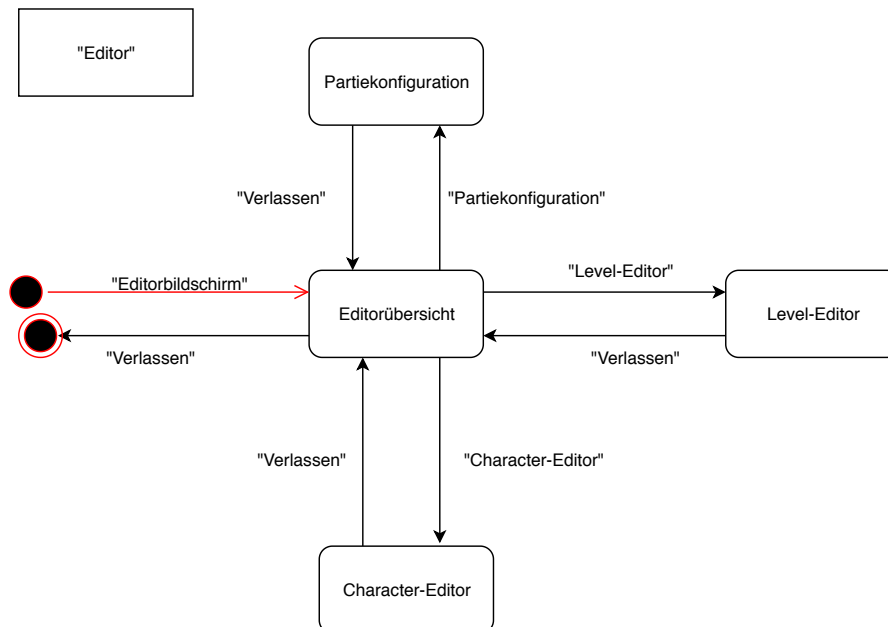 "Editor"
Partiekonfiguration
"Verlassen"
"Partiekonfiguration"
"Editorbildschirm"
Editorübersicht
"Level-Editor"
Level-Editor
"Verlassen"
"Verlassen"
"Verlassen"
"Character-Editor"
Character-Editor